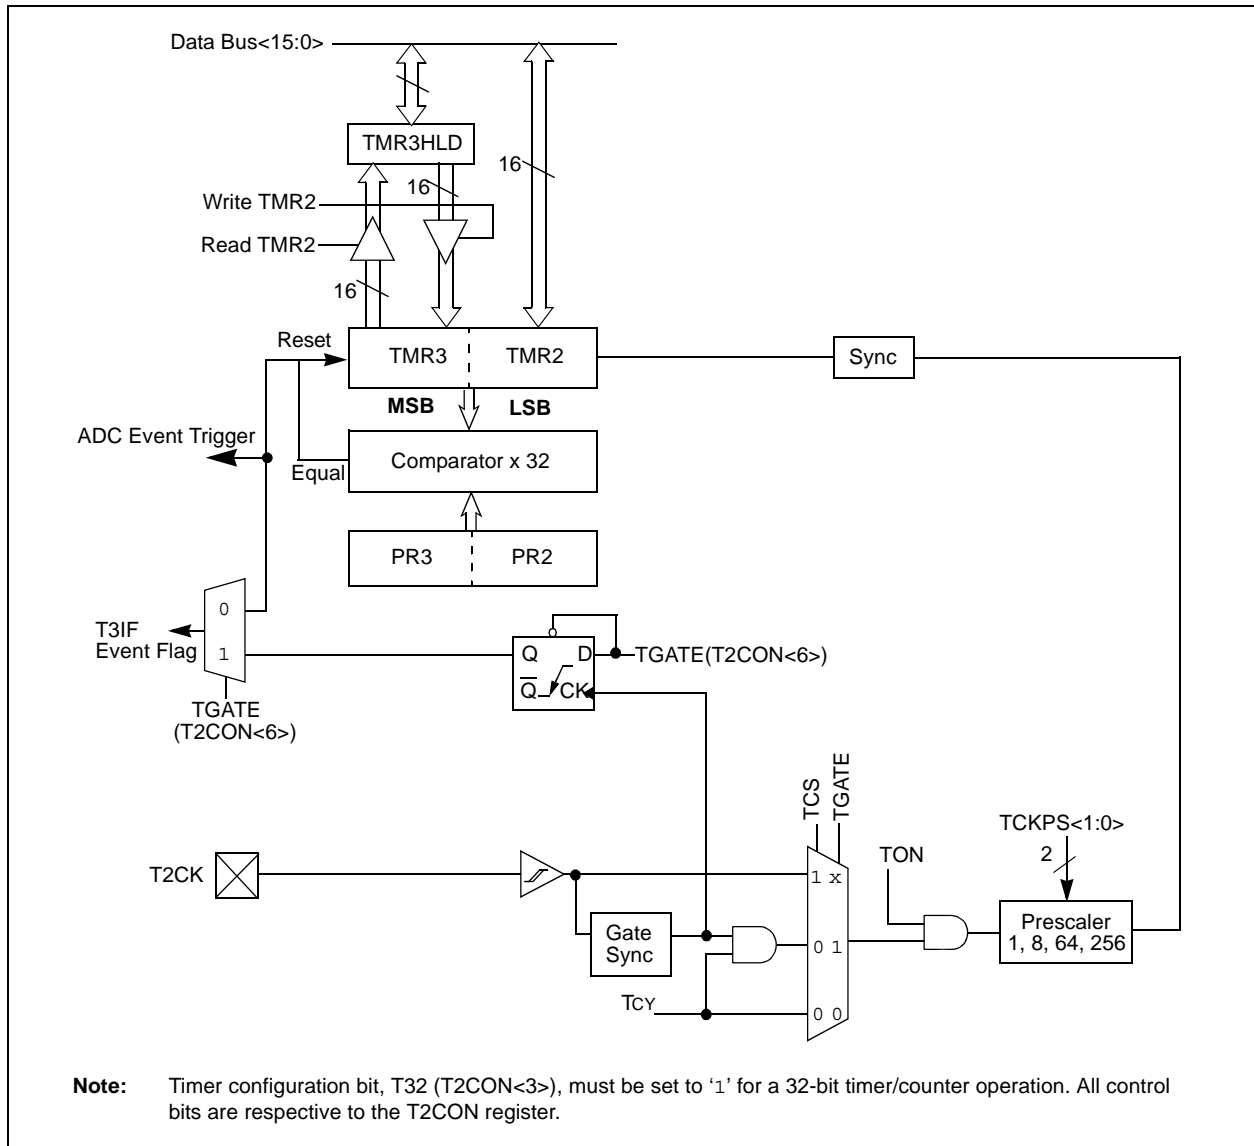 Data Bus<15:0>
TMR3HLD
16
16
Write TMR2
Read TMR2
16
Reset
TMR3
TMR2
Sync
MSB
LSB
ADC Event Trigger
Equal
Comparator x 32
PR3
PR2
0
T3IF
Event Flag
1
Q
D
TGATE(T2CON<6>)
Q
CK
TGATE
(T2CON<6>)
TCS
TGATE
TCKPS<1:0>
2
TON
T2CK
1 x
Gate
Sync
0 1
Prescaler
1, 8, 64, 256
TCY
0 0
Note: Timer configuration bit, T32 (T2CON<3>), must be set to ‘1’ for a 32-bit timer/counter operation. All control
bits are respective to the T2CON register.